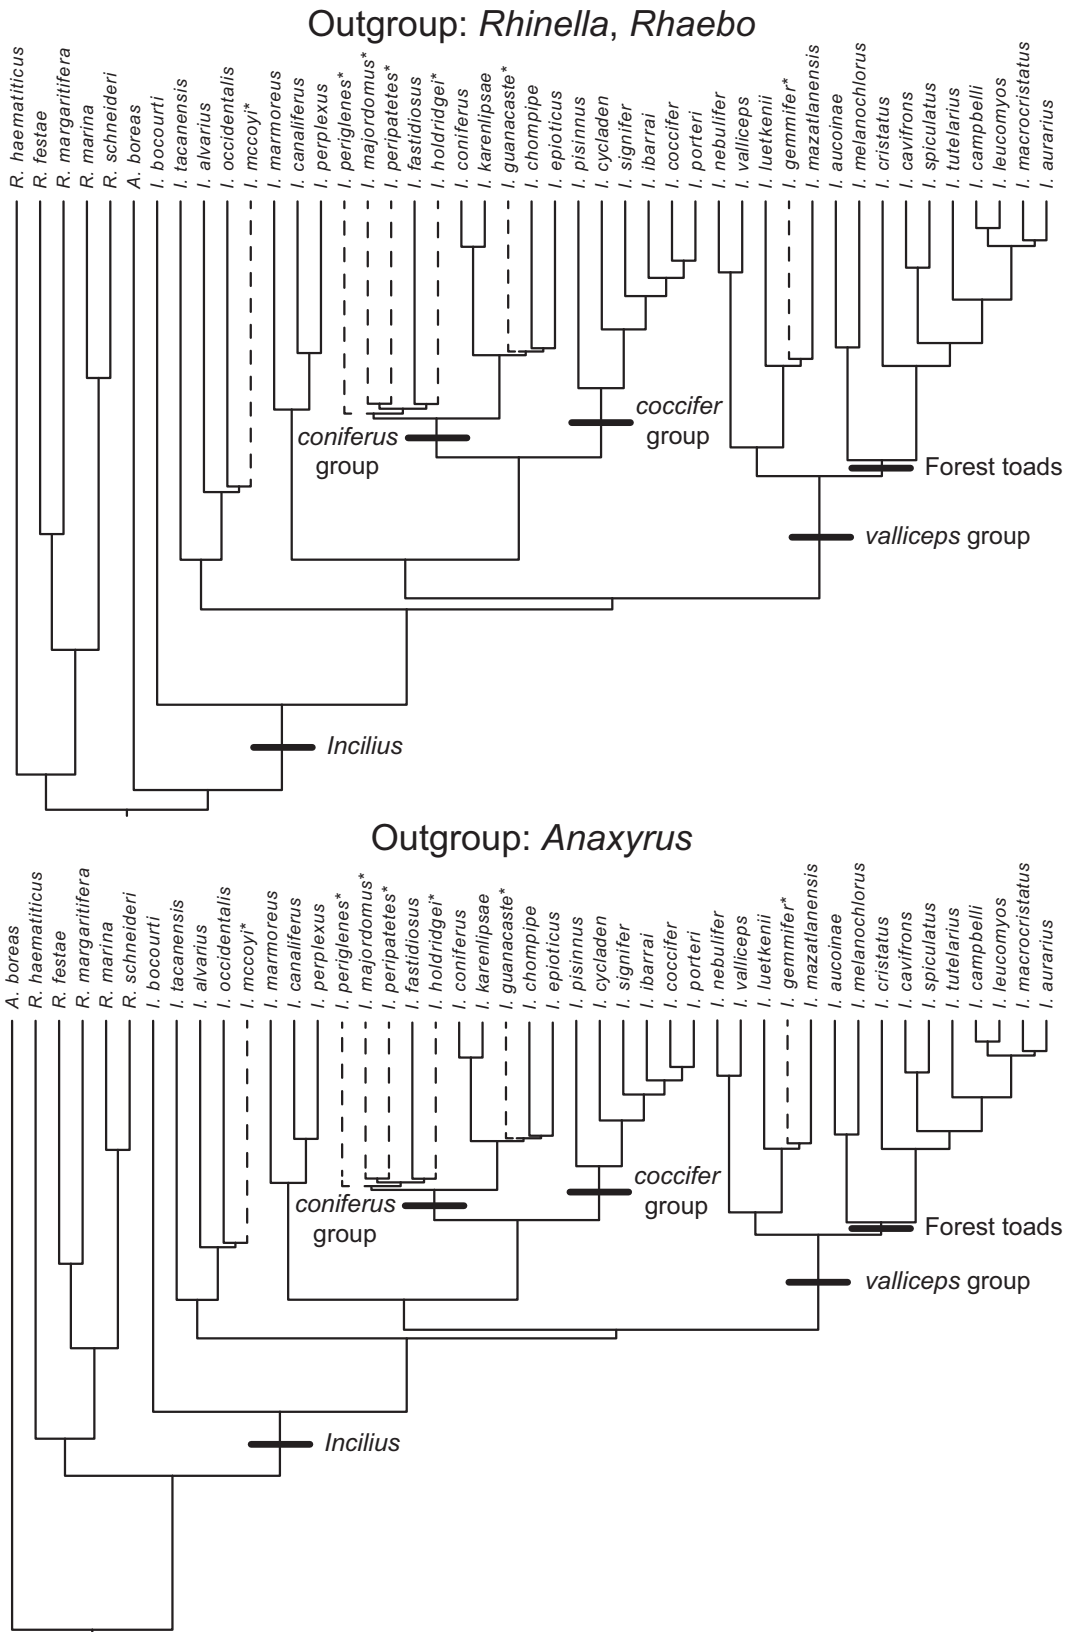 Outgroup: Rhinella, Rhaebo
R. haematiticus
R. festae
R. margaritifera
R. marina
R. schneideri
A. boreas
I. bocourti
I. tacanensis
I. alvarius
I. occidentalis
I. mccoyi*
I. marmoreus
I. canaliferus
I. perplexus
I. periglenes*
I. majordomus*
I. peripatetes*
I. fastidiosus
I. holdridgei*
I. coniferus
I. karenlipsae
I. guanacaste*
I. chompipe
I. epioticus
I. pisinnus
I. cycladen
I. signifer
I. ibarrai
I. coccifer
I. porteri
I. nebulifer
I. valliceps
I. luetkenii
I. gemmifer*
I. mazatlanensis
I. aucoinae
I. melanochlorus
I. cristatus
I. cavifrons
I. spiculatus
I. tutelarius
I. campbelli
I. leucomyos
I. macrocristatus
I. aurarius
coniferus
group
coccifer
group
Forest toads
valliceps group
Incilius
Outgroup: Anaxyrus
A. boreas
R. haematiticus
R. festae
R. margaritifera
R. marina
R. schneideri
I. bocourti
I. tacanensis
I. alvarius
I. occidentalis
I. mccoyi*
I. marmoreus
I. canaliferus
I. perplexus
I. periglenes*
I. majordomus*
I. peripatetes*
I. fastidiosus
I. holdridgei*
I. coniferus
I. karenlipsae
I. guanacaste*
I. chompipe
I. epioticus
I. pisinnus
I. cycladen
I. signifer
I. ibarrai
I. coccifer
I. porteri
I. nebulifer
I. valliceps
I. luetkenii
I. gemmifer*
I. mazatlanensis
I. aucoinae
I. melanochlorus
I. cristatus
I. cavifrons
I. spiculatus
I. tutelarius
I. campbelli
I. leucomyos
I. macrocristatus
I. aurarius
coniferus
group
coccifer
group
Forest toads
valliceps group
Incilius